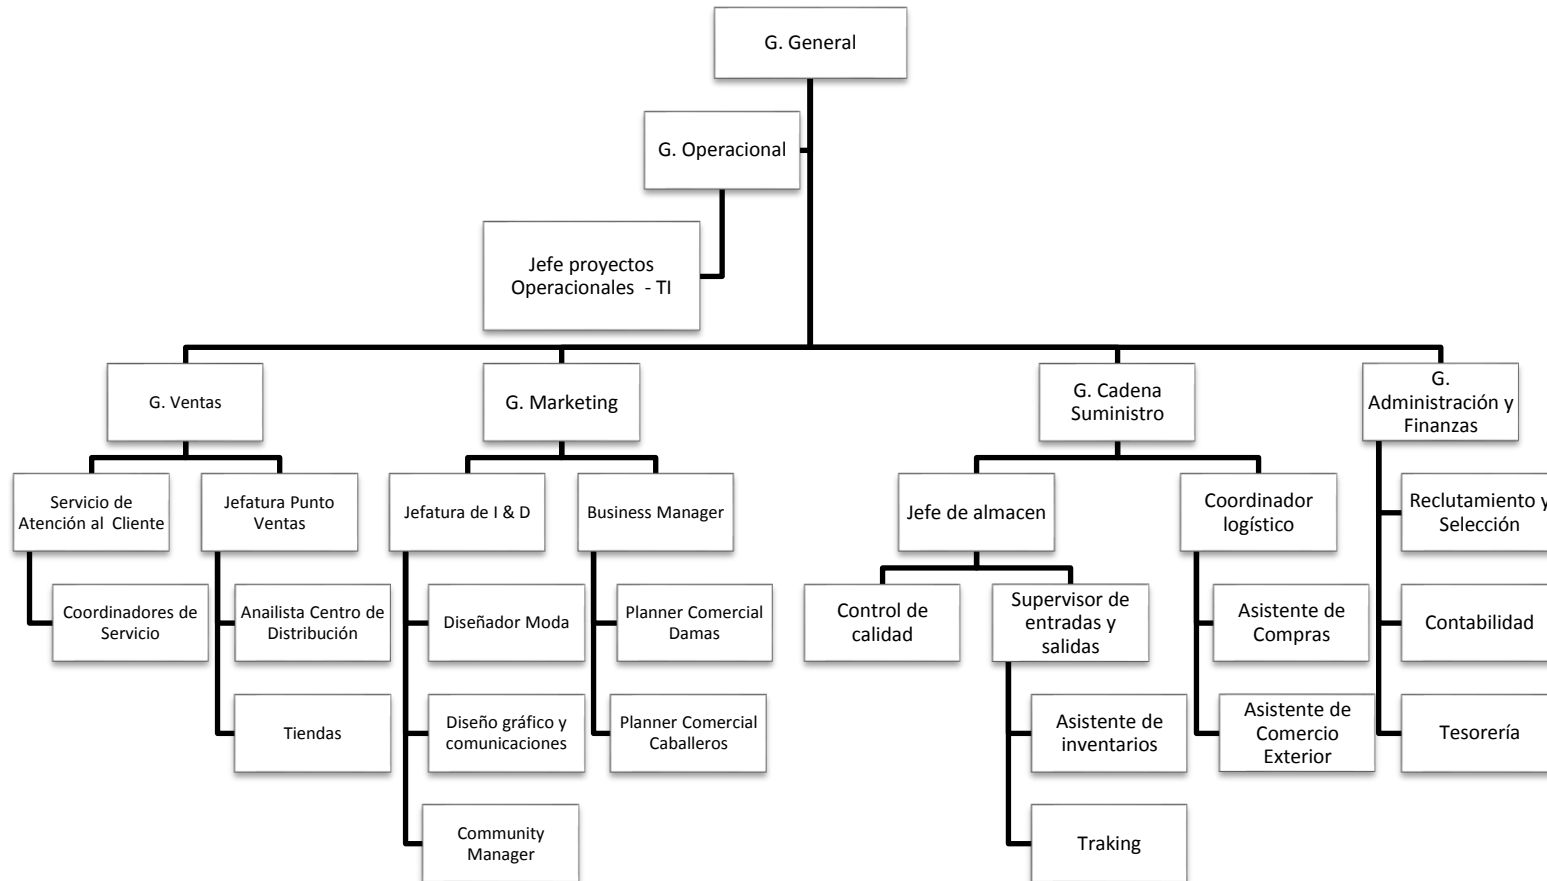 G. General
G. Operacional
Jefe proyectos
Operacionales - TI
G. Ventas
G. Marketing
G. Cadena
Suministro
G.
Administración y
Finanzas
Servicio de
Atención al Cliente
Jefatura Punto
Ventas
Jefatura de I & D
Business Manager
Jefe de almacen
Coordinador
logístico
Reclutamiento y
Selección
Coordinadores de
Servicio
Anailista Centro de
Distribución
Diseñador Moda
Planner Comercial
Damas
Control de
calidad
Supervisor de
entradas y
salidas
Asistente de
Compras
Contabilidad
Tiendas
Diseño gráfico y
comunicaciones
Planner Comercial
Caballeros
Asistente de
inventarios
Asistente de
Comercio
Exterior
Tesorería
Community
Manager
Traking